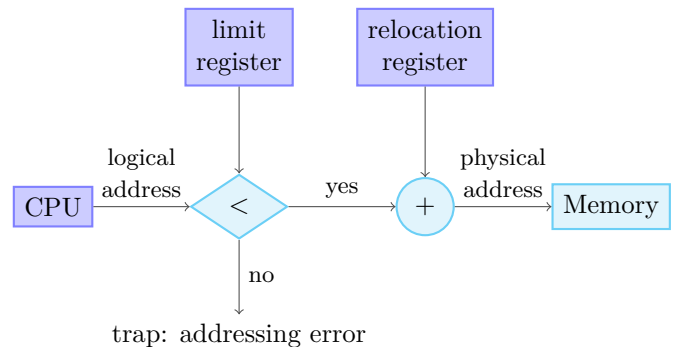 limit
register
relocation
register
logical
address
physical
address
CPU
<
yes
+
Memory
no
trap: addressing error